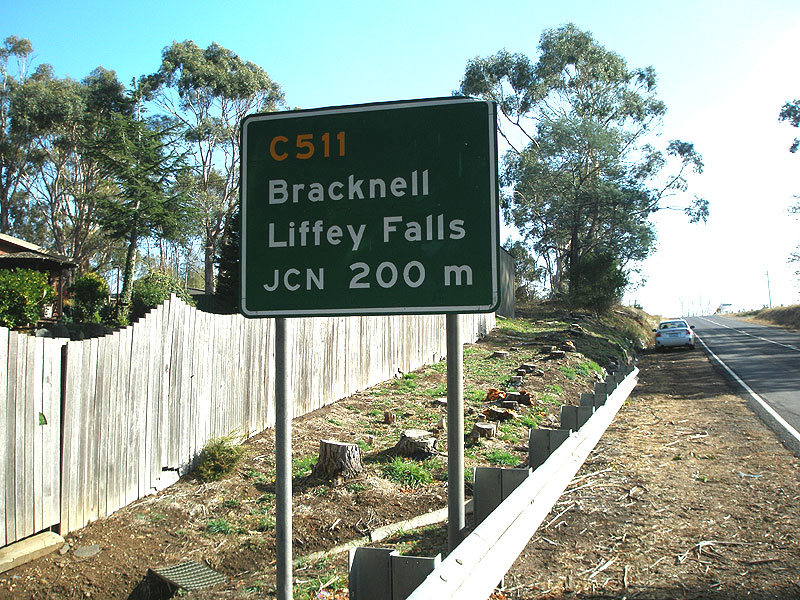 C511
Bracknell
Liffey Falls
JCN 200 m